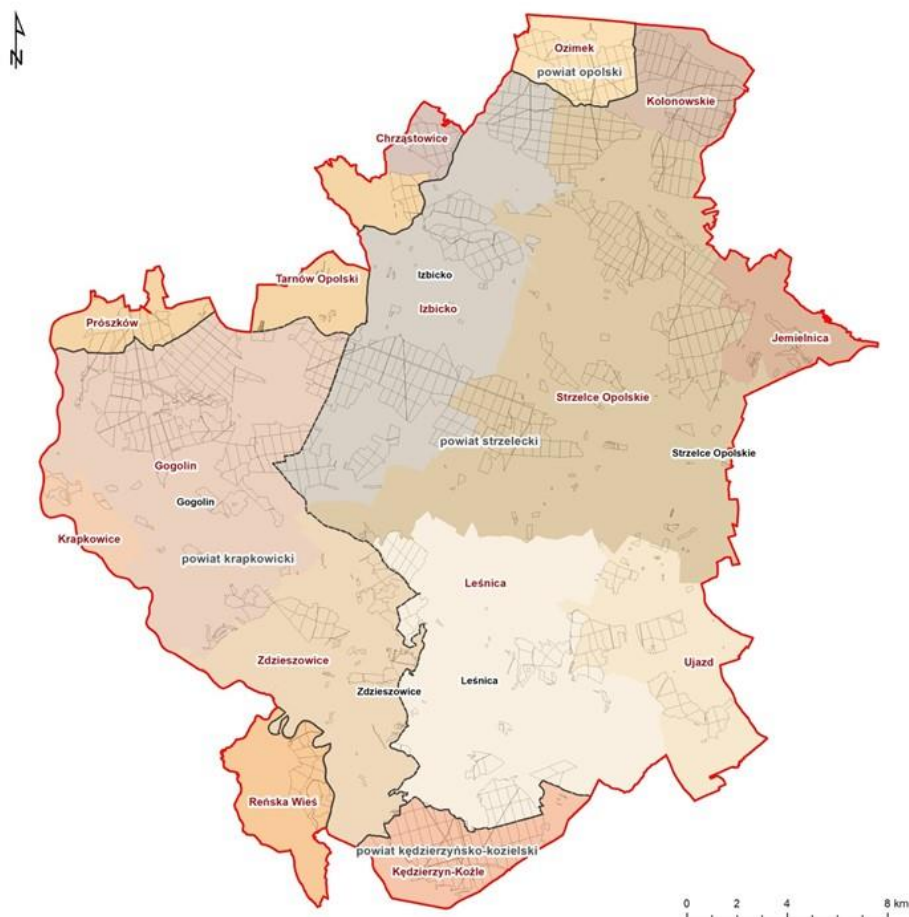 N
Ozimek
powiat opolski
Kolonowskie
Chrząstowice
Izbicko
Tarnów Opolski
Izbicko
Prószków
Jemielnica
Strzelce Opolskie
powiat strzelecki
Strzelce Opolskie
Gogolin
Gogolin
Krapkowice
powiat krapkowicki
Leśnica
Zdzieszowice
Ujazd
Leśnica
Zdzieszowice
Reńska Wieś
powiat kędzierzyńsko-kozielski
Kędzierzyn-Koźle
0 2 4 8 km